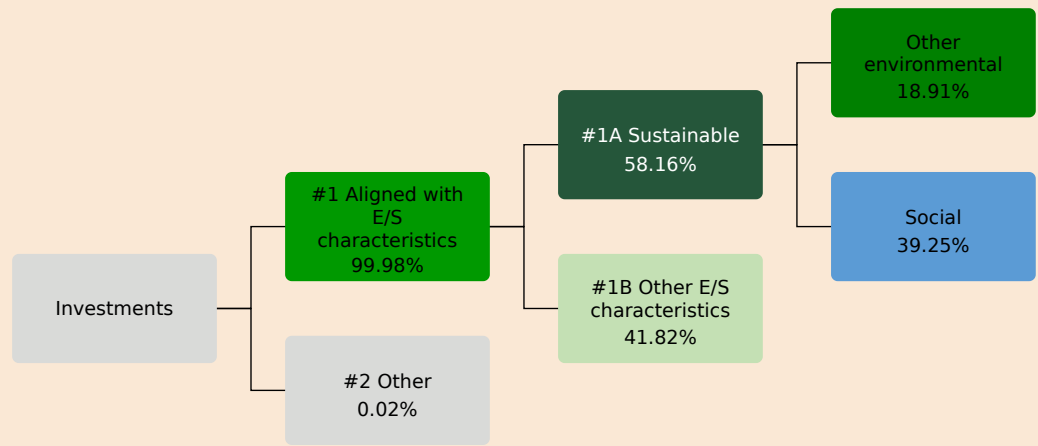 Investments
#1 Aligned with
E/S
characteristics
99.98%
#2 Other
0.02%
#1A Sustainable
58.16%
#1B Other E/S
characteristics
41.82%
Other
environmental
18.91%
Social
39.25%